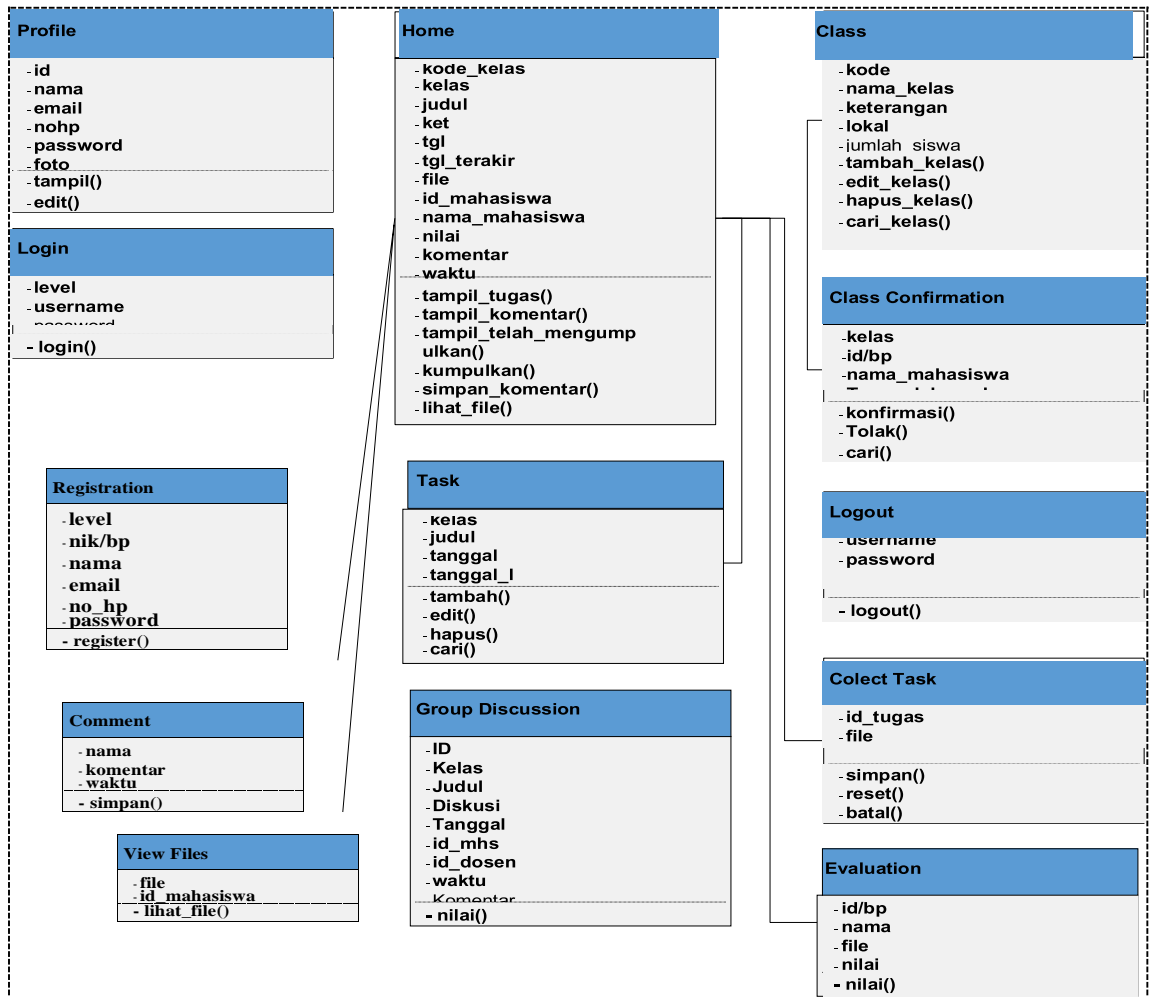 Profile
-id
-nama
-email
-nohp
-password
-foto
-tampil()
-edit()
Login
-level
-username
-password
- login()
Registration
-level
-nik/bp
-nama
-email
-no_hp
-password
- register()
Comment
-nama
-komentar
-waktu
- simpan()
View Files
-file
-id_mahasiswa
- lihat_file()
Home
-kode_kelas
-kelas
-judul
-ket
-tgl
-tgl_terakir
-file
-id_mahasiswa
-nama_mahasiswa
-nilai
-komentar
-waktu
-tampil_tugas()
-tampil_komentar()
-tampil_telah_mengump
ulkan()
-kumpulkan()
-simpan_komentar()
-lihat_file()
Task
-kelas
-judul
-tanggal
-tanggal_l
-tambah()
-edit()
-hapus()
-cari()
Group Discussion
-ID
-Kelas
-Judul
-Diskusi
-Tanggal
-id_mhs
-id_dosen
-waktu
-Komentar
- nilai()
Class
-kode
-nama_kelas
-keterangan
-lokal
-jumlah_siswa
-tambah_kelas()
-edit_kelas()
-hapus_kelas()
-cari_kelas()
Class Confirmation
-kelas
-id/bp
-nama_mahasiswa
-konfirmasi()
-Tolak()
-cari()
Logout
-username
-password
- logout()
Colect Task
-id_tugas
-file
-simpan()
-reset()
-batal()
Evaluation
-id/bp
-nama
-file
-nilai
- nilai()